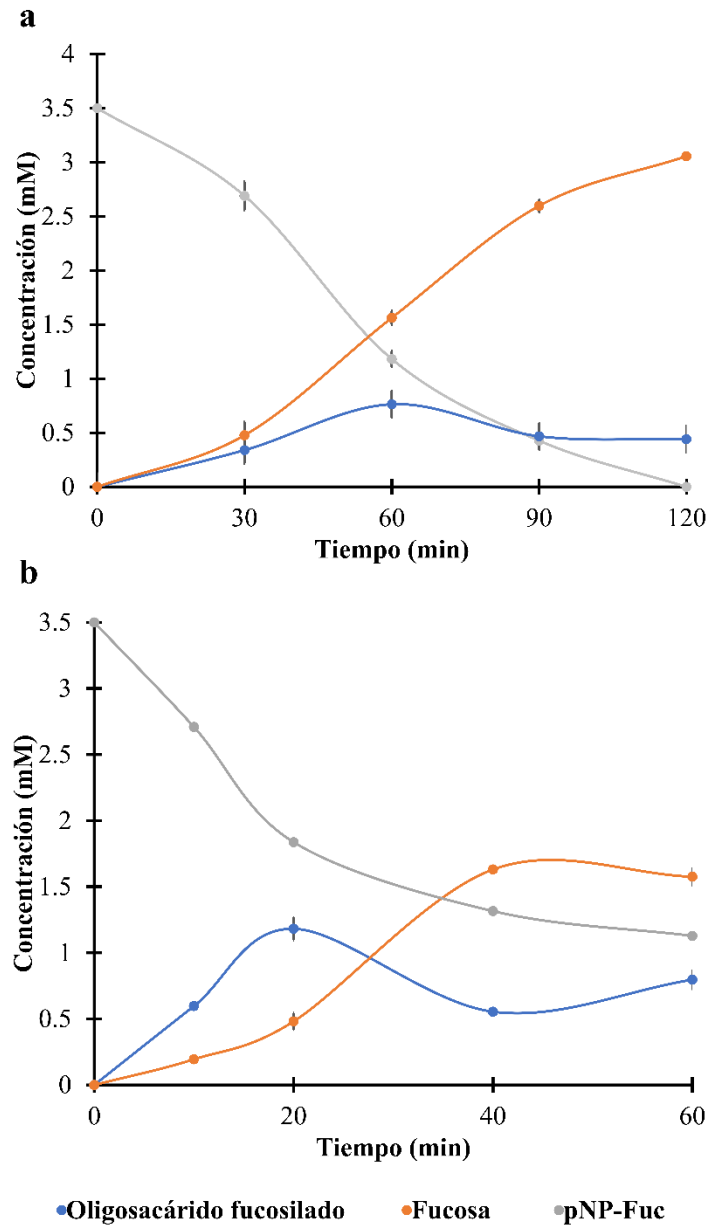 a
4
3.5
3
2.5
2
1.5
1
0.5
0
Concentración (mM)
0 30 60 90 120
Tiempo (min)
b
3.5
3
2.5
2
1.5
1
0.5
0
Concentración (mM)
0 20 40 60
Tiempo (min)
Oligosacárido fucosilado Fucosa pNP-Fuc